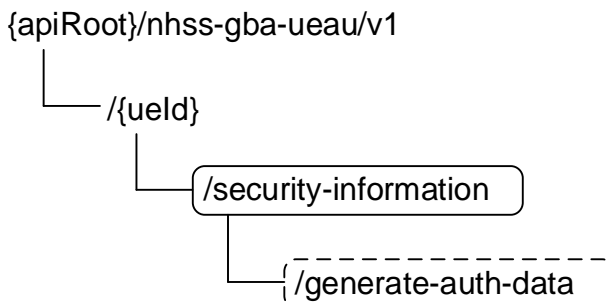 {apiRoot}/nhss-gba-ueau/v1
/{ueId}
/security-information
/generate-auth-data